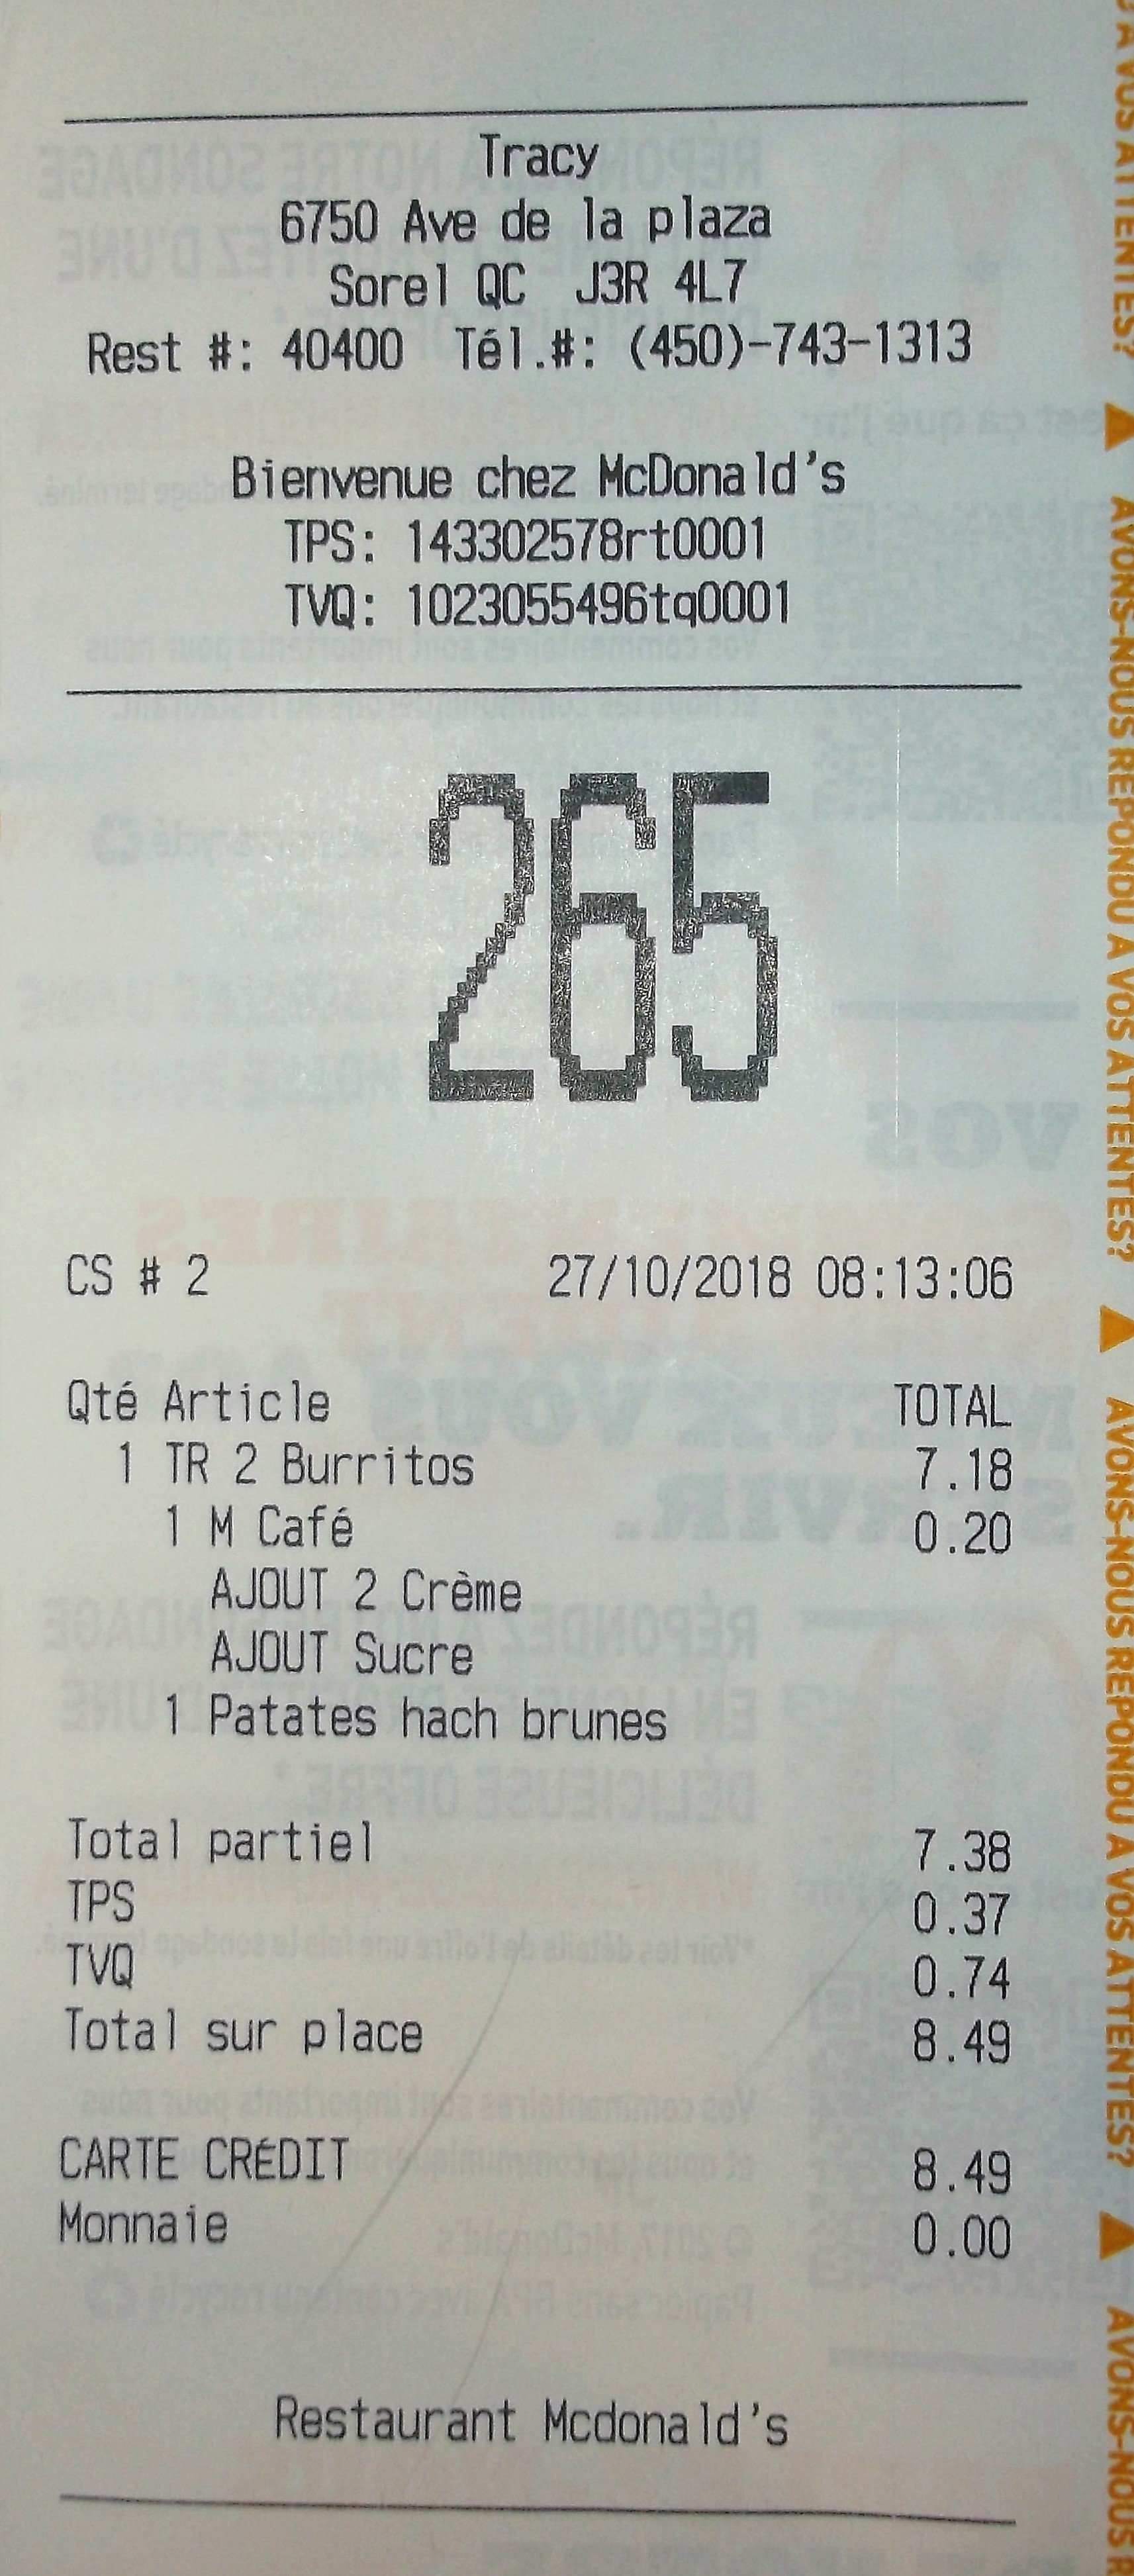 Tracy
6750 Ave de la plaza
Sorel QC J3R 4L7
Rest #: 40400 Tél.#: (450)-743-1313
Bienvenue chez McDonald's
TPS: 143302578rt0001
TVQ: 1023055496tq0001
265
CS # 2 27/10/2018 08:13:06
Qté Article TOTAL
1 TR 2 Burritos 7.18
1 M Café 0.20
AJOUT 2 Crème
AJOUT Sucre
1 Patates hach brunes
Total partiel 7.38
TPS 0.37
TVQ 0.74
Total sur place 8.49
CARTE CRÉDIT 8.49
Monnaie 0.00
Restaurant Mcdonald's
À VOS ATTENTES?
AVONS-NOUS RÉPONDU À VOS ATTENTES?
AVONS-NOUS RÉPONDU À VOS ATTENTES?
AVONS-NOUS